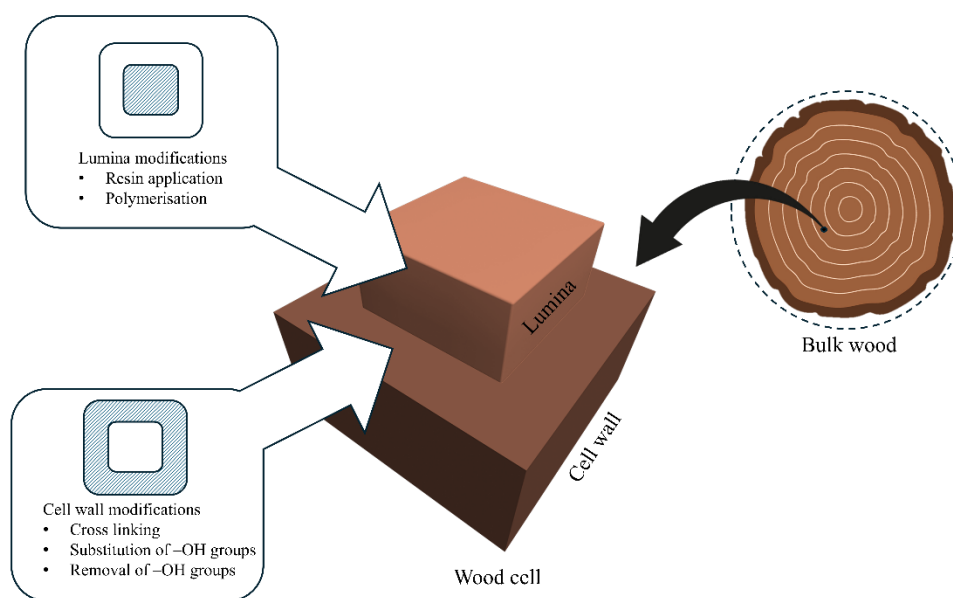 Lumina modifications
• Resin application
• Polymerisation
Lumina
Cell wall
Bulk wood
Cell wall modifications
• Cross linking
• Substitution of –OH groups
• Removal of –OH groups
Wood cell